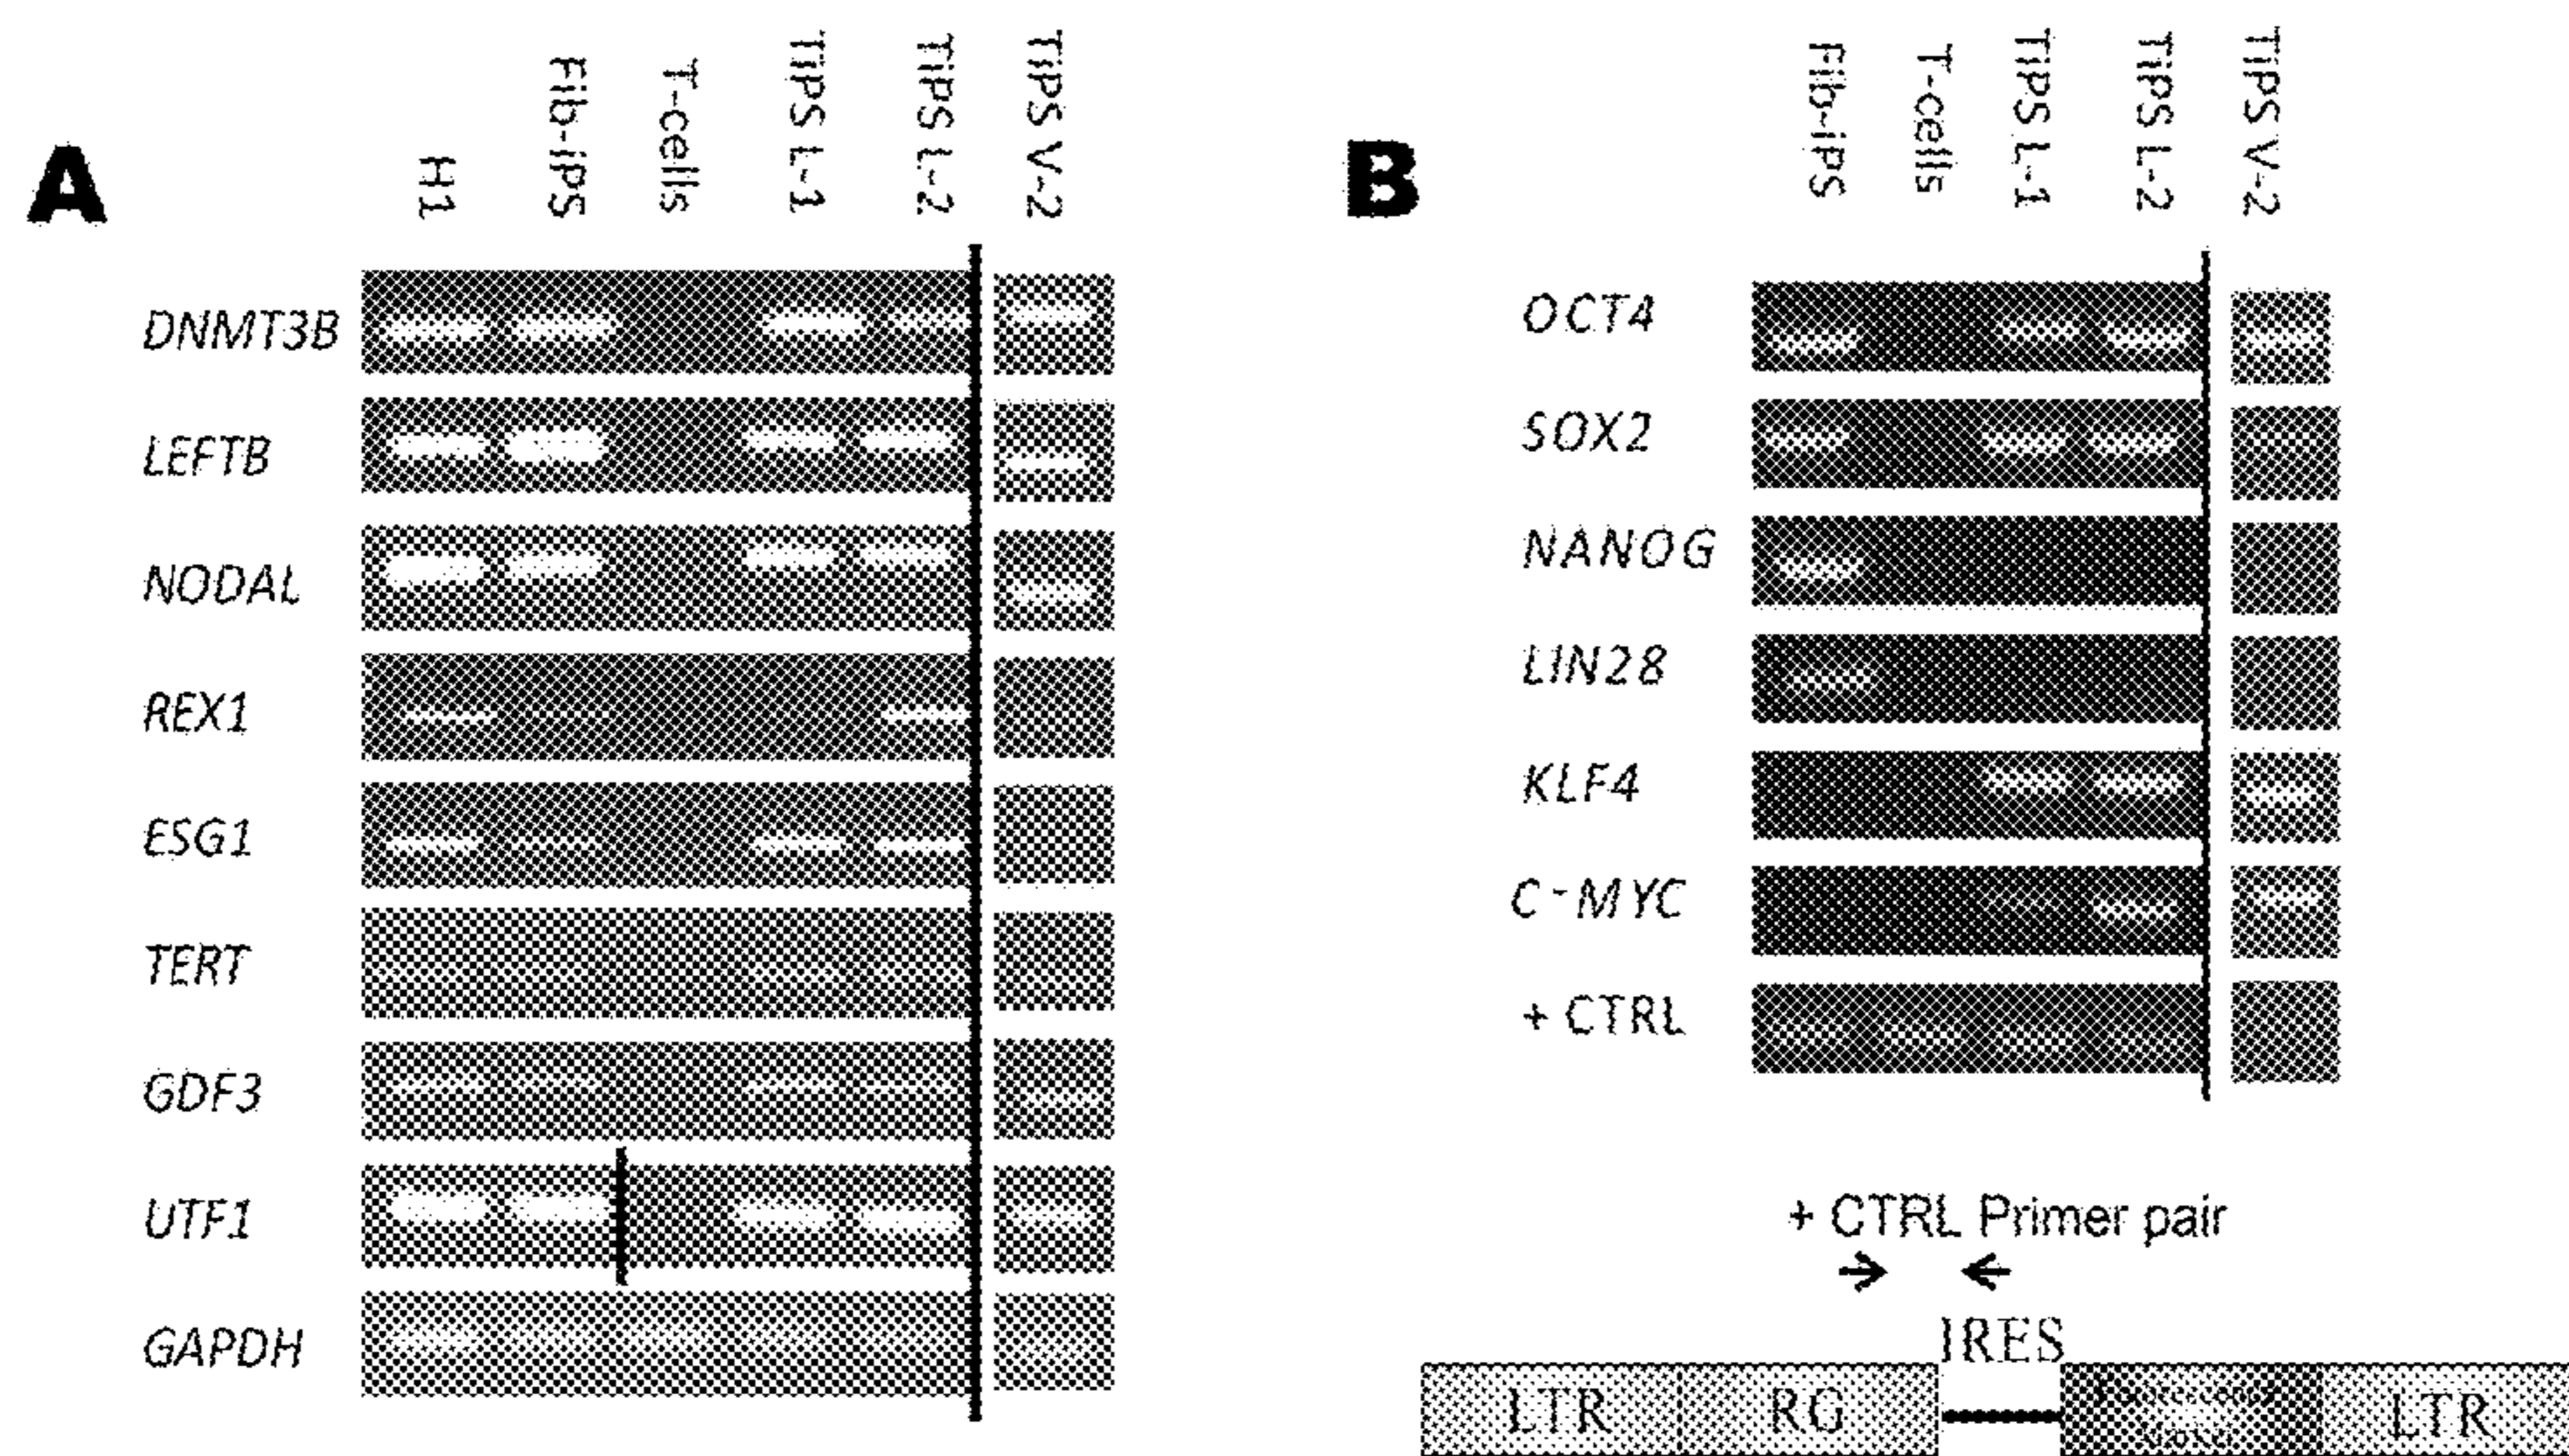 A
H1
Fib-iPS
T-cells
TiPS L-1
TiPS L-2
TiPS V-2
DNMT3B
LEFTB
NODAL
REX1
ESG1
TERT
GDF3
UTF1
GAPDH
B
Fib-iPS
T-cells
TiPS L-1
TiPS L-2
TiPS V-2
OCT4
SOX2
NANOG
LIN28
KLF4
C-MYC
+ CTRL
+ CTRL Primer pair
IRES
LTR
RG
LTR